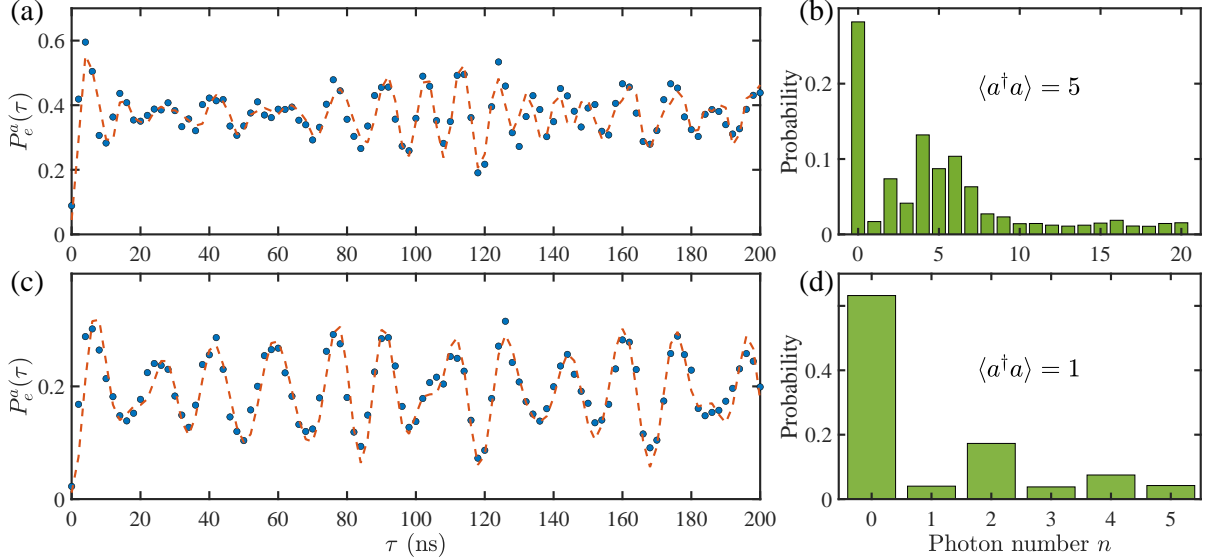 (a)
0.6
0.4
0.2
0
P_e^a(τ)
0 20 40 60 80 100 120 140 160 180 200
(b)
0.2
0.1
0
Probability
⟨a†a⟩ = 5
0 5 10 15 20
(c)
0.2
0
P_e^a(τ)
0 20 40 60 80 100 120 140 160 180 200
τ (ns)
(d)
0.4
0.2
0
Probability
⟨a†a⟩ = 1
0 1 2 3 4 5
Photon number n